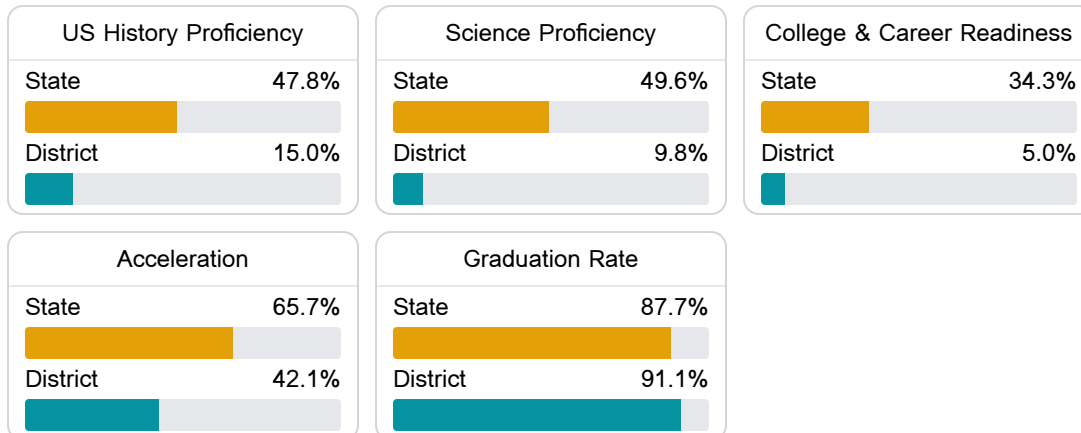 US History Proficiency
State 47.8%
District 15.0%
Science Proficiency
State 49.6%
District 9.8%
College & Career Readiness
State 34.3%
District 5.0%
Acceleration
State 65.7%
District 42.1%
Graduation Rate
State 87.7%
District 91.1%